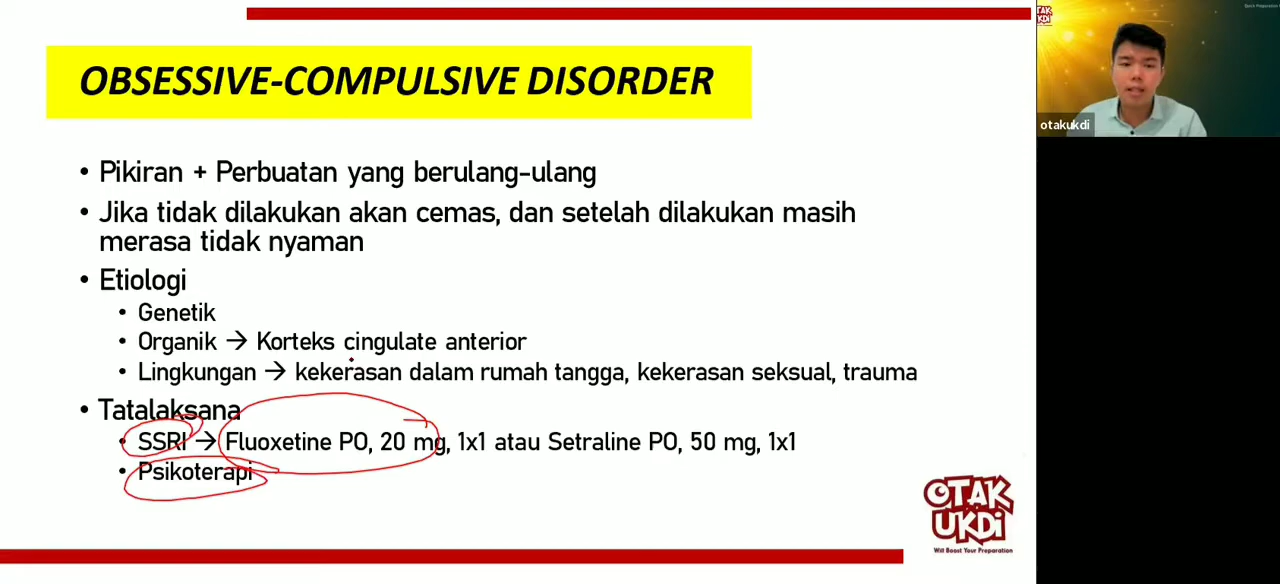 OBSESSIVE-COMPULSIVE DISORDER
• Pikiran + Perbuatan yang berulang-ulang
• Jika tidak dilakukan akan cemas, dan setelah dilakukan masih
merasa tidak nyaman
• Etiologi
• Genetik
• Organik → Korteks cingulate anterior
• Lingkungan → kekerasan dalam rumah tangga, kekerasan seksual, trauma
• Tatalaksana
• SSRI → Fluoxetine PO, 20 mg, 1x1 atau Setraline PO, 50 mg, 1x1
• Psikoterapi
OTAK
UKDI
Will Boost Your Preparation
OTAK
UKDI
otakukdi